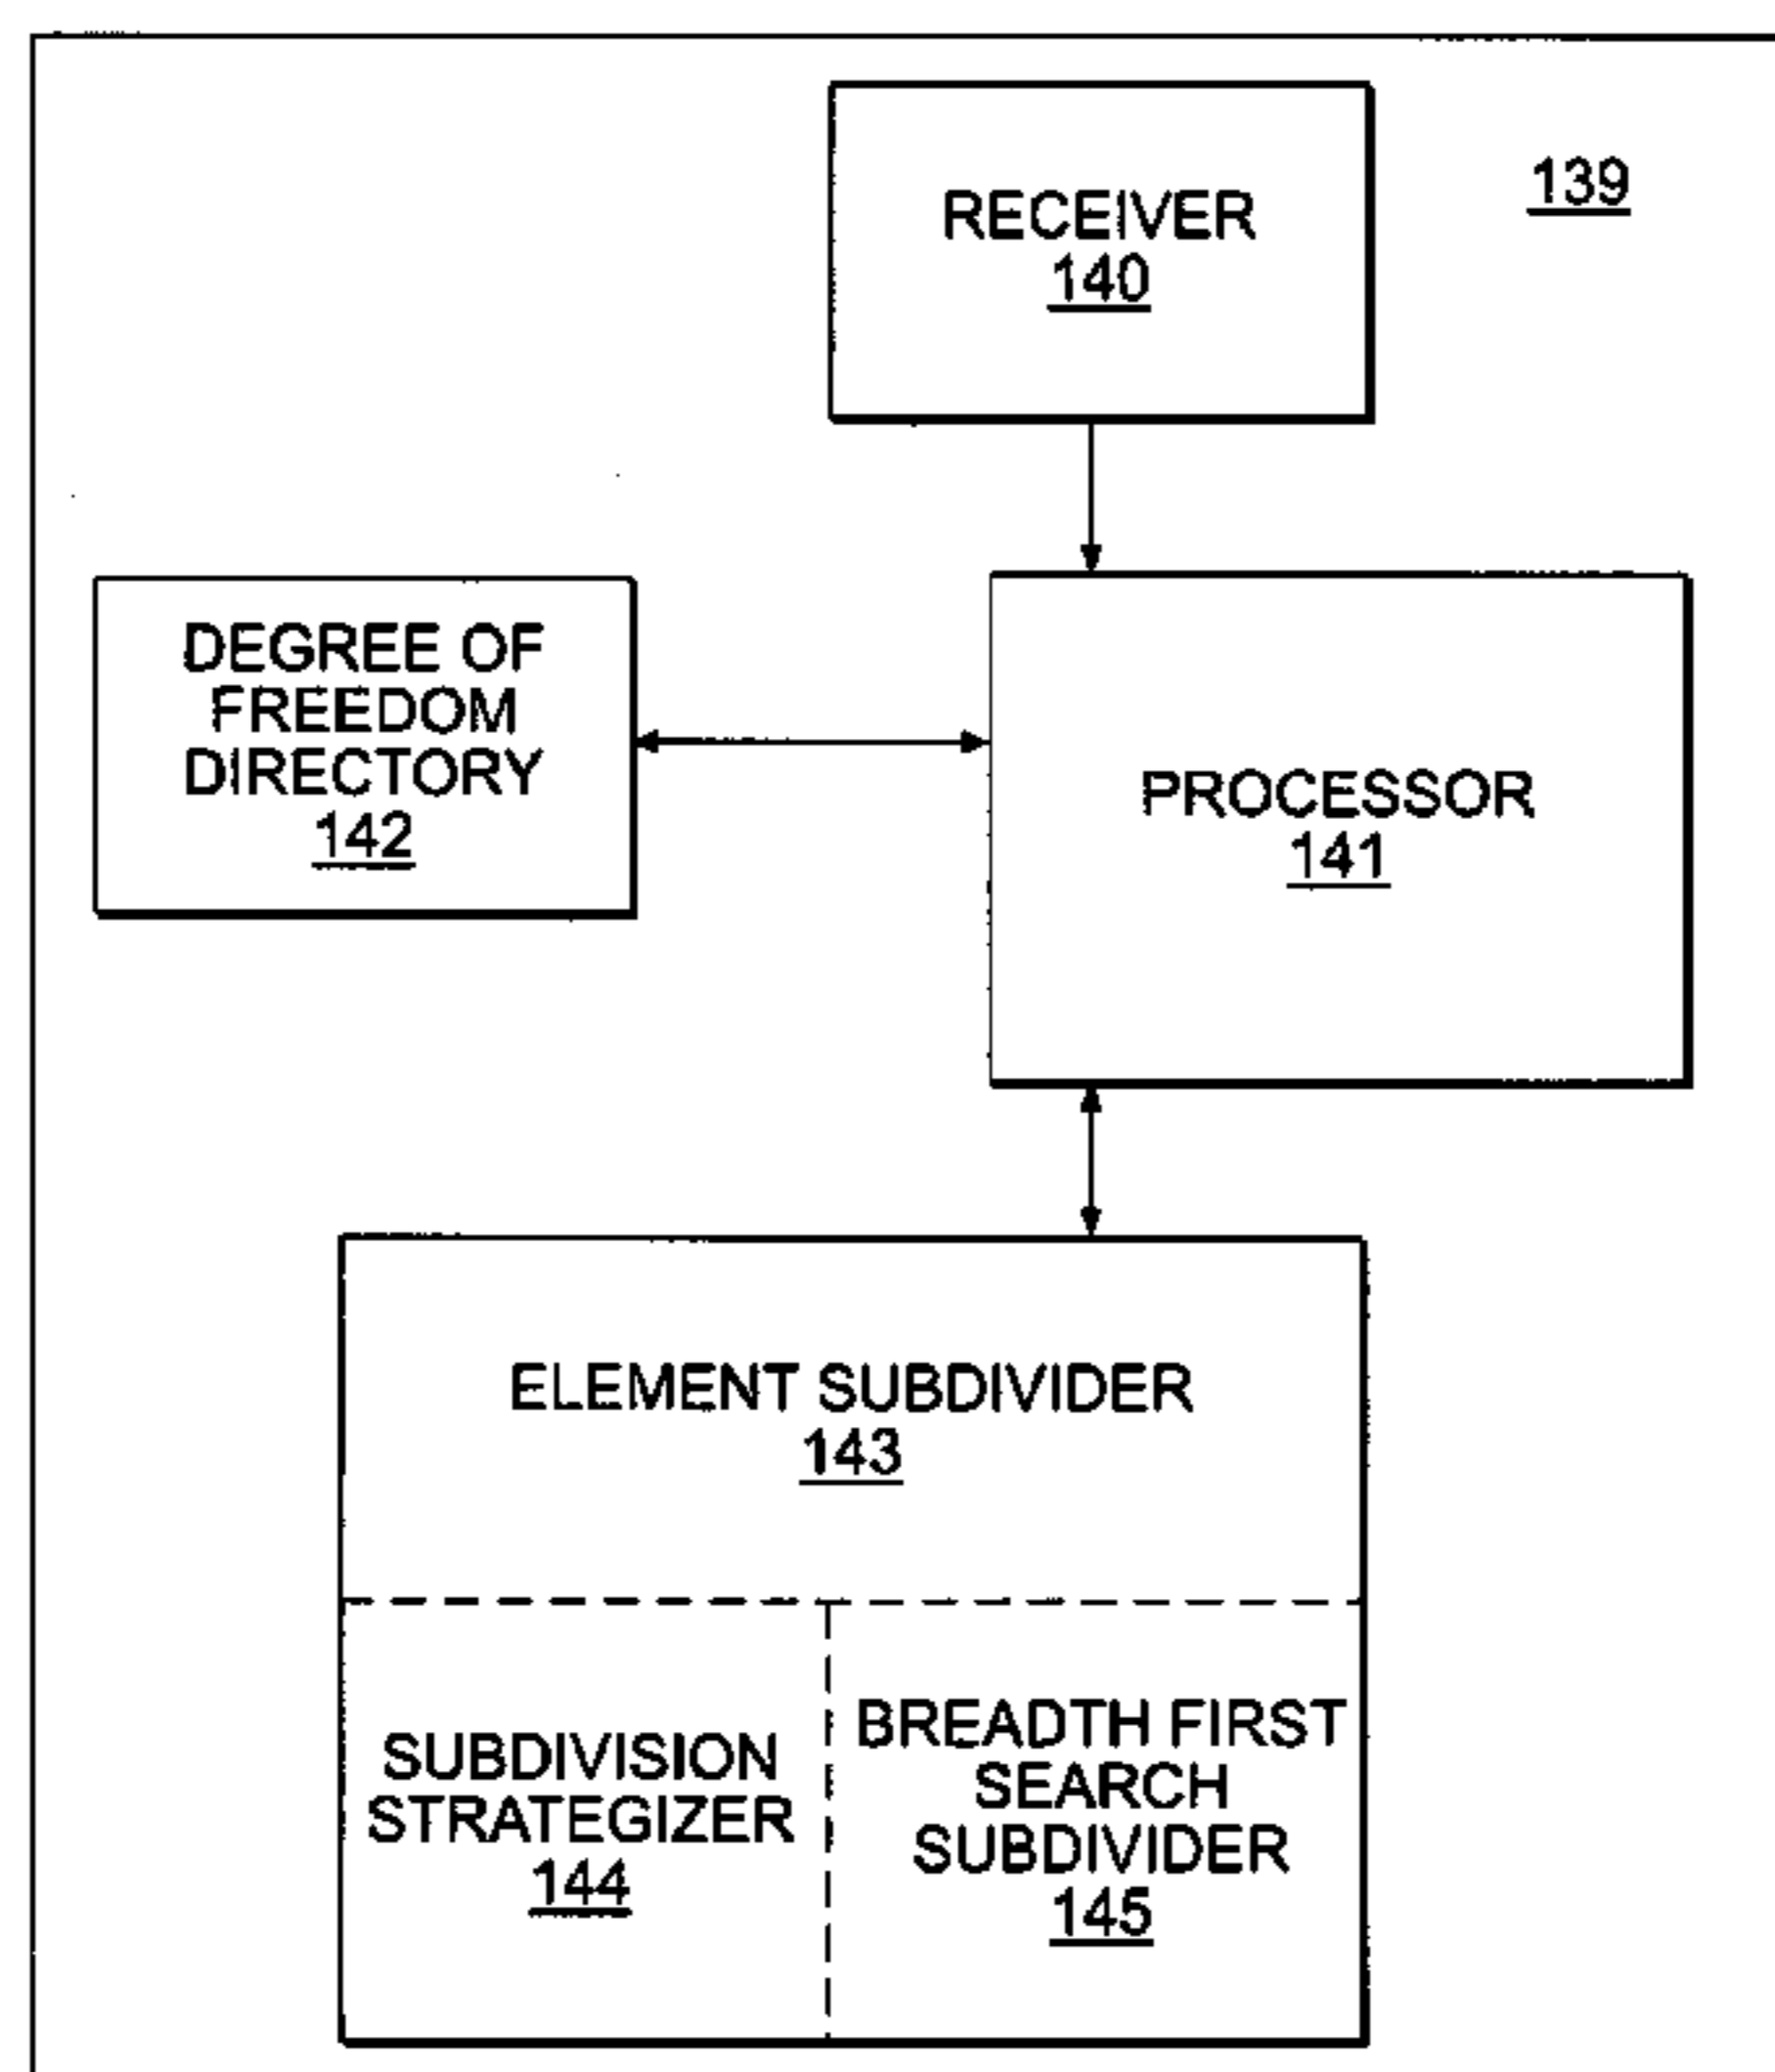 RECEIVER
140
139
DEGREE OF
FREEDOM
DIRECTORY
142
PROCESSOR
141
ELEMENT SUBDIVIDER
143
SUBDIVISION
STRATEGIZER
144
BREADTH FIRST
SEARCH
SUBDIVIDER
145